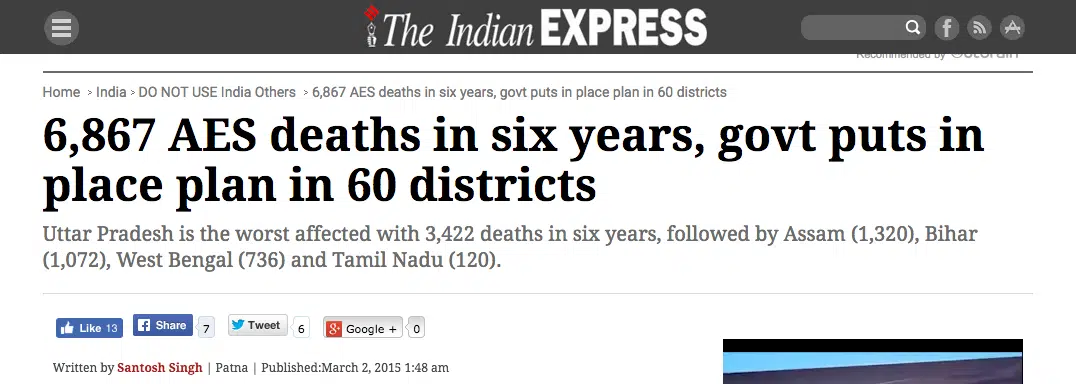 The Indian EXPRESS
Recommended by
Home > India > DO NOT USE India Others > 6,867 AES deaths in six years, govt puts in place plan in 60 districts
6,867 AES deaths in six years, govt puts in
place plan in 60 districts
Uttar Pradesh is the worst affected with 3,422 deaths in six years, followed by Assam (1,320), Bihar
(1,072), West Bengal (736) and Tamil Nadu (120).
Like 13 Share 7 Tweet 6 Google + 0
Written by Santosh Singh | Patna | Published:March 2, 2015 1:48 am